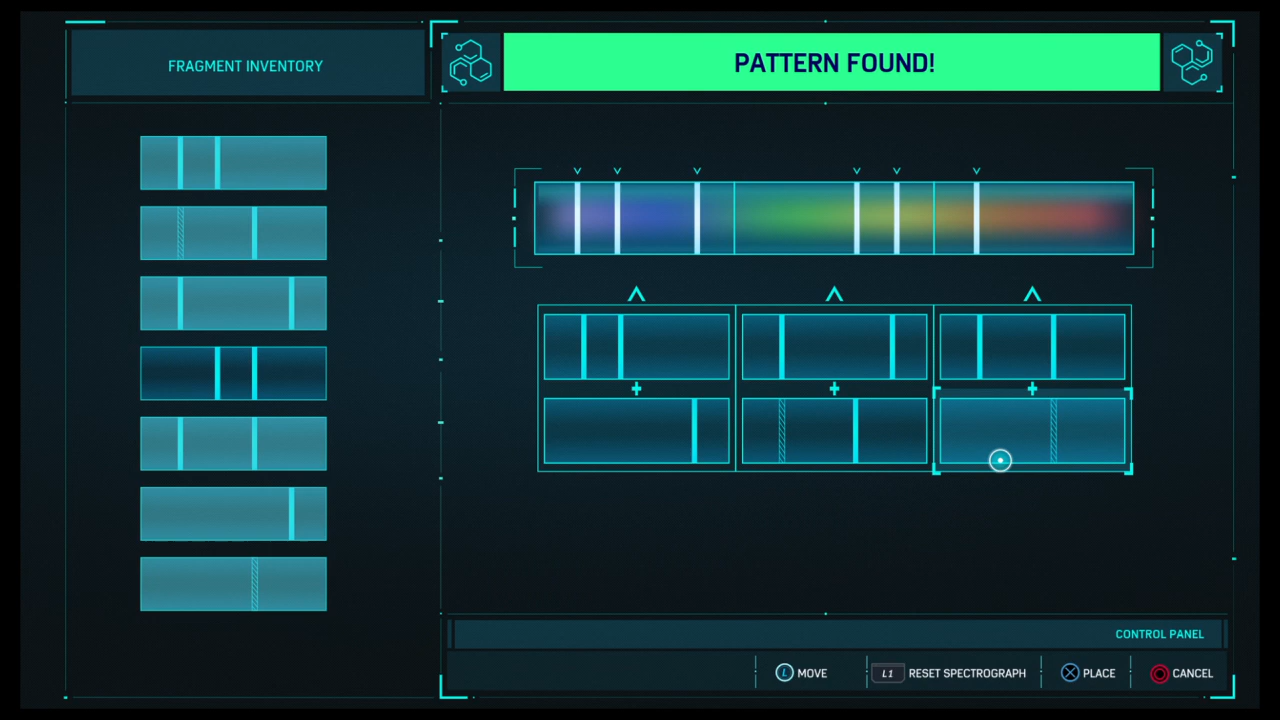 FRAGMENT INVENTORY
PATTERN FOUND!
CONTROL PANEL
L MOVE
L1 RESET SPECTROGRAPH
PLACE
CANCEL